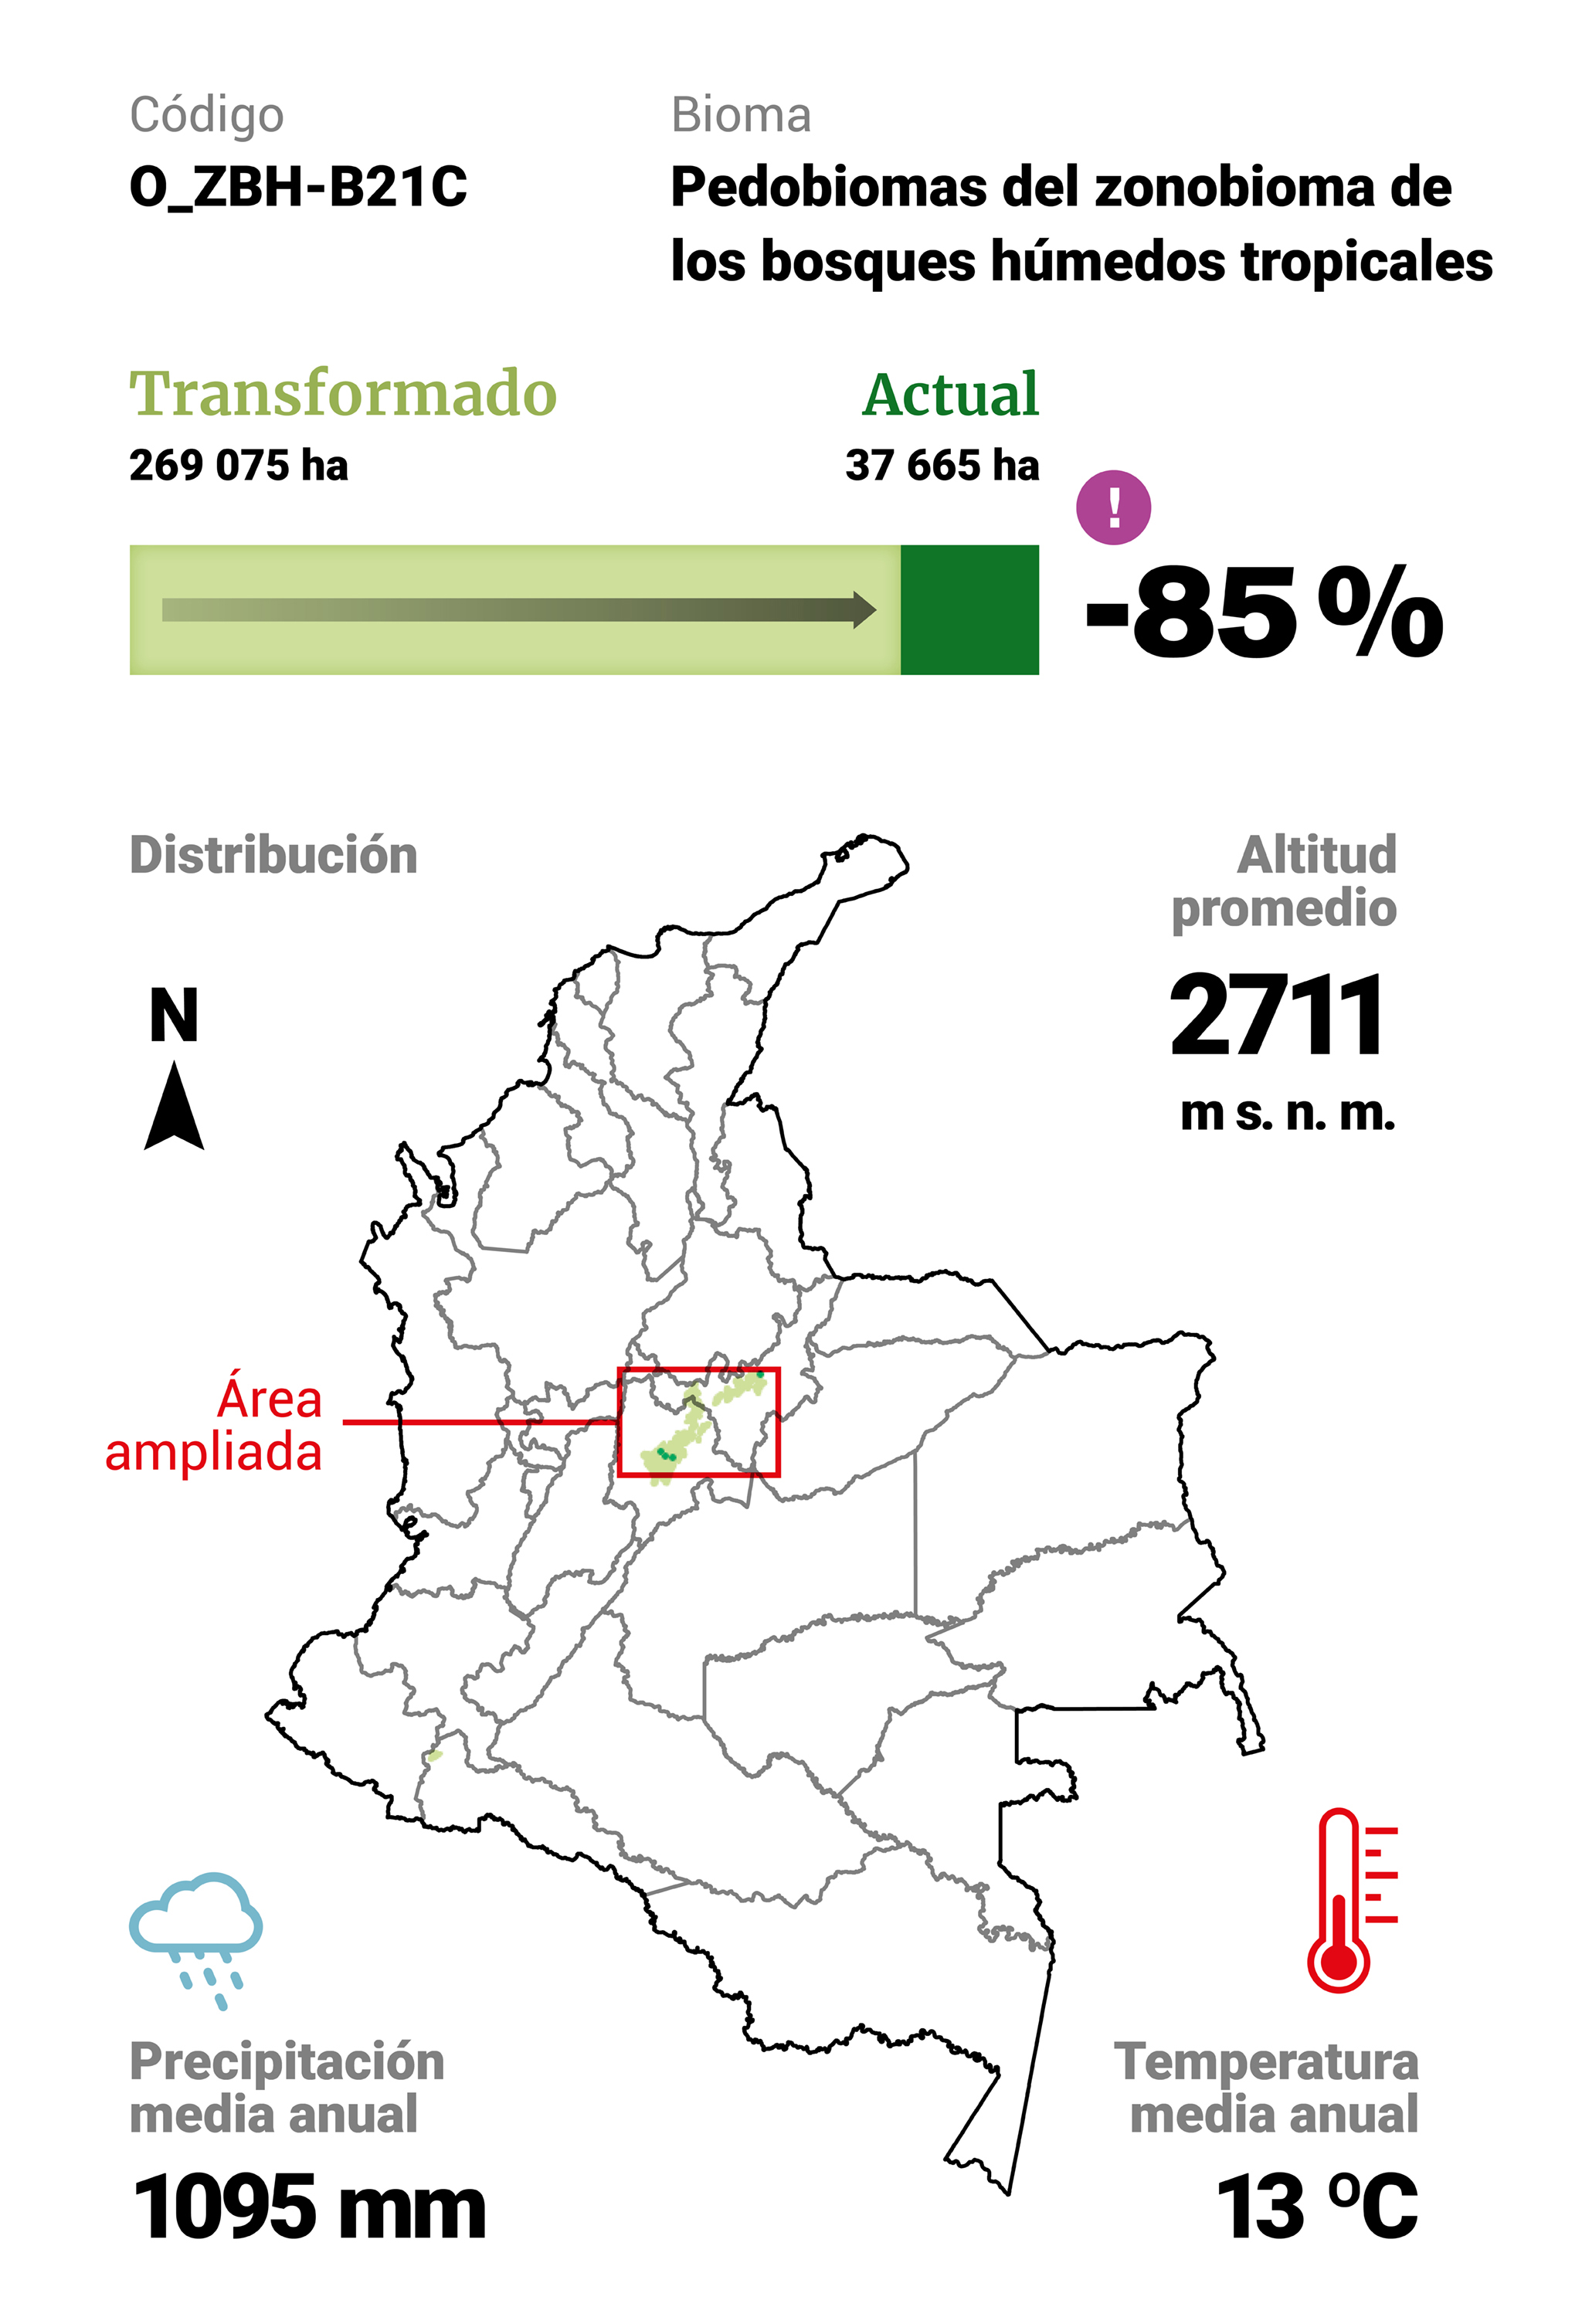 Código
O_ZBH-B21C
Bioma
Pedobiomas del zonobioma de
los bosques húmedos tropicales
Transformado
269 075 ha
Actual
37 665 ha
!
-85 %
Distribución
Altitud
promedio
2711
m s. n. m.
N
Área
ampliada
Precipitación
media anual
1095 mm
Temperatura
media anual
13 ºC